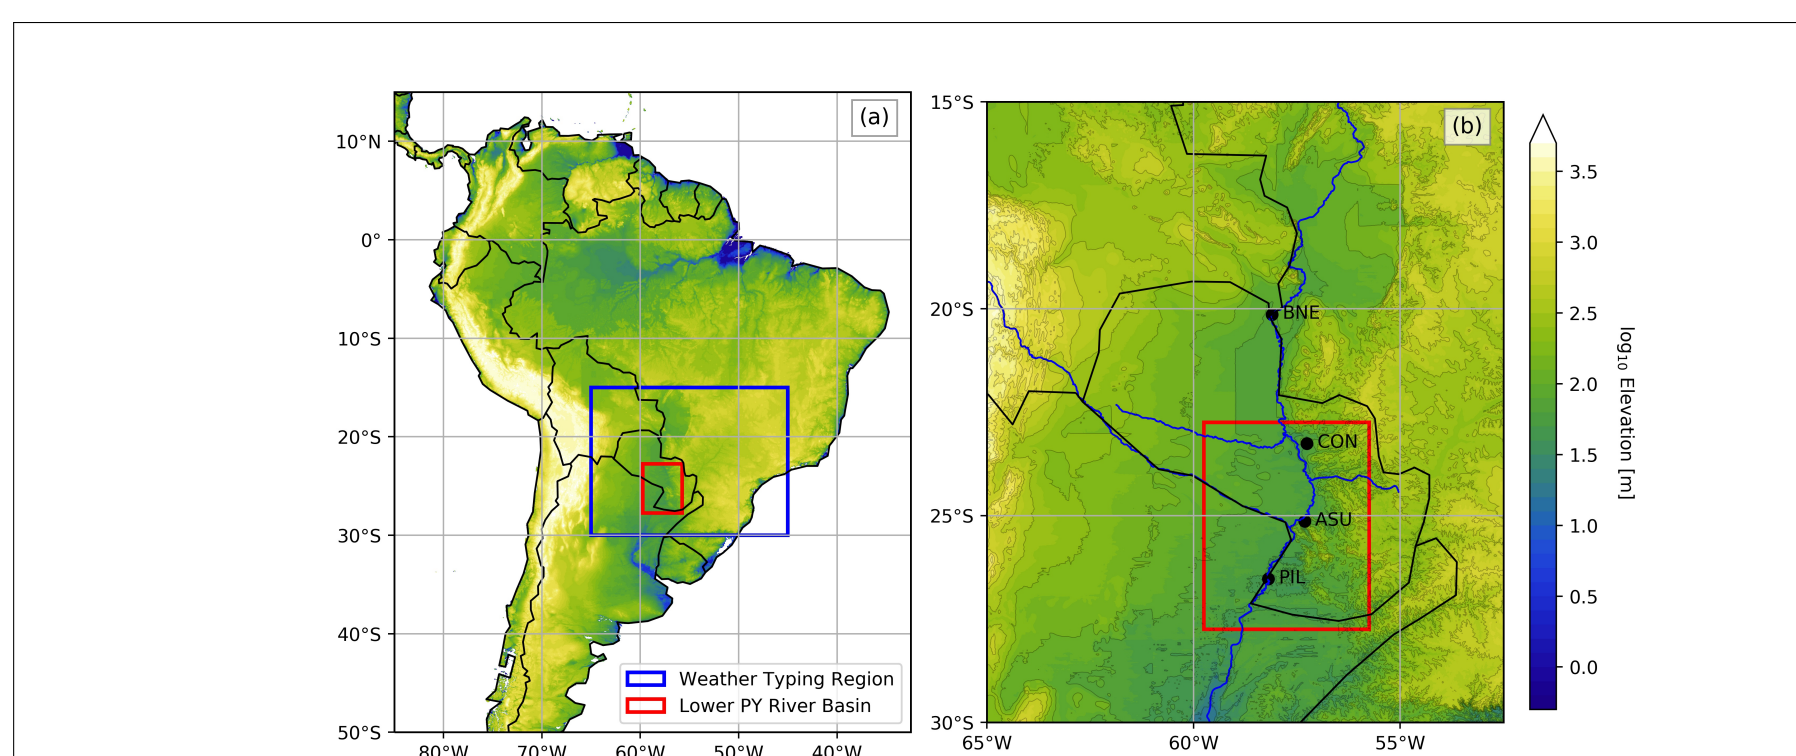 (a)
10°N
0°
10°S
20°S
30°S
40°S
50°S
80°W 70°W 60°W 50°W 40°W
Weather Typing Region
Lower PY River Basin
(b)
15°S
20°S
25°S
30°S
65°W 60°W 55°W
BNE
CON
ASU
PIL
3.5
3.0
2.5
2.0
1.5
1.0
0.5
0.0
log₁₀ Elevation [m]